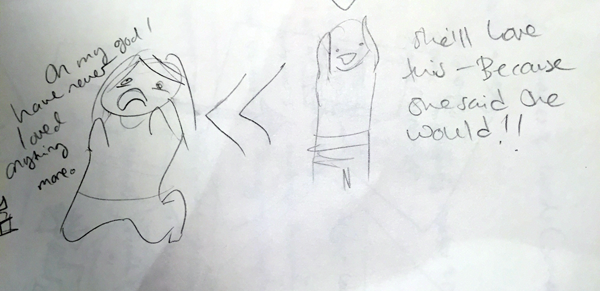 Oh my god!
have never
loved
anything
more.
She'll love
this - Because
she said she
would!!
N